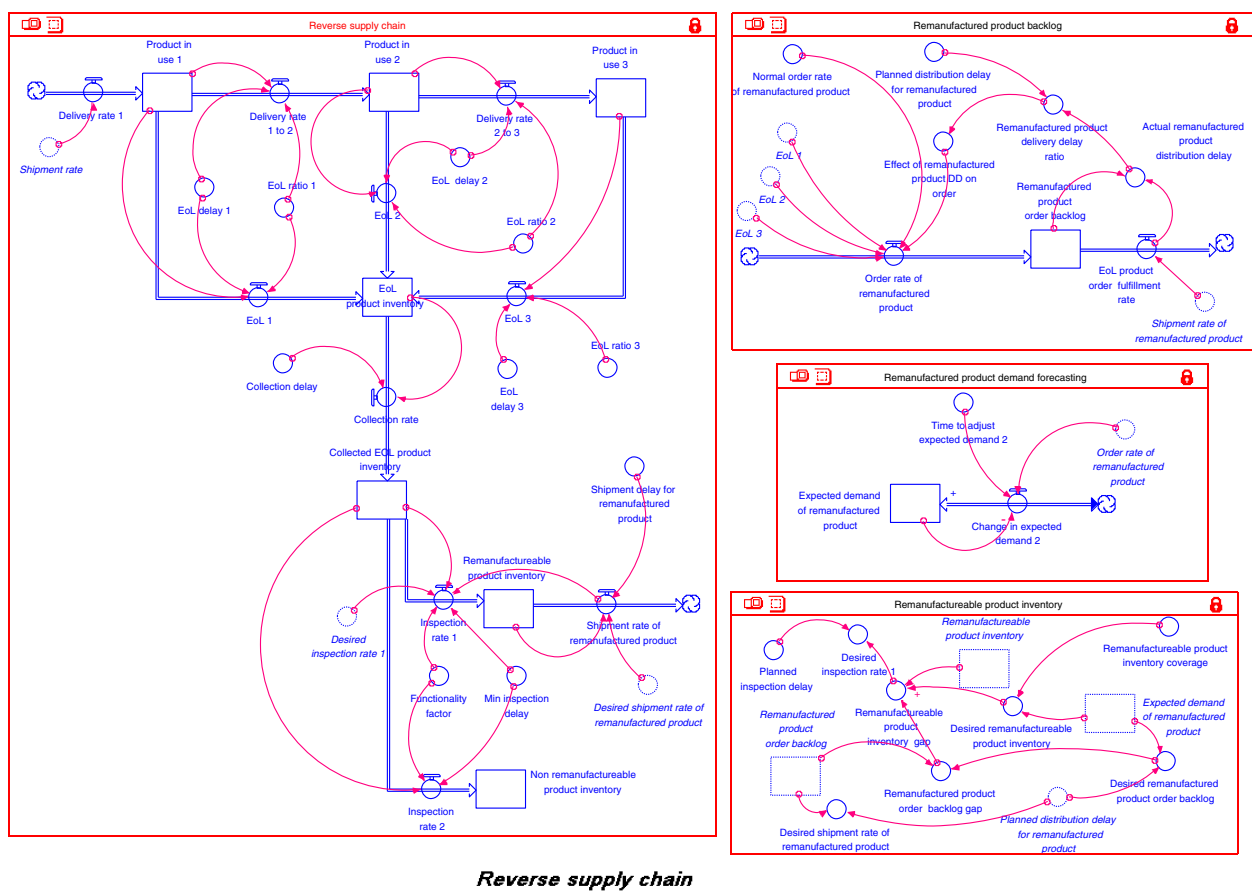 Reverse supply chain
Product in
use 1
Product in
use 2
Product in
use 3
Delivery rate 1
Delivery rate
1 to 2
Delivery rate
2 to 3
Shipment rate
EoL delay 1
EoL ratio 1
EoL delay 2
EoL 2
EoL ratio 2
EoL
product inventory
EoL 1
EoL 3
EoL ratio 3
Collection delay
EoL
delay 3
Collection rate
Collected EOL product
inventory
Shipment delay for
remanufactured
product
Remanufactureable
product inventory
Desired
inspection rate 1
Inspection
rate 1
Shipment rate of
remanufactured product
Functionality
factor
Min inspection
delay
Desired shipment rate of
remanufactured product
Non remanufactureable
product inventory
Inspection
rate 2
Remanufactured product backlog
Normal order rate
of remanufactured product
Planned distribution delay
for remanufactured
product
Remanufactured product
delivery delay
ratio
Actual remanufactured
product
distribution delay
EoL 1
Effect of remanufactured
product DD on
order
EoL 2
Remanufactured
product
order backlog
EoL 3
Order rate of
remanufactured
product
EoL product
order fulfillment
rate
Shipment rate of
remanufactured product
Remanufactured product demand forecasting
Time to adjust
expected demand 2
Order rate of
remanufactured
product
Expected demand
of remanufactured
product
+
-
Change in expected
demand 2
Remanufactureable product inventory
Remanufactureable
product inventory
Planned
inspection delay
Desired
inspection rate 1
Remanufactureable product
inventory coverage
+
Remanufactured
product
order backlog
Remanufactureable
product
inventory gap
Desired remanufactureable
product inventory
Expected demand
of remanufactured
product
Remanufactured product
order backlog gap
Desired remanufactured
product order backlog
Desired shipment rate of
remanufactured product
Planned distribution delay
for remanufactured
product
Reverse supply chain